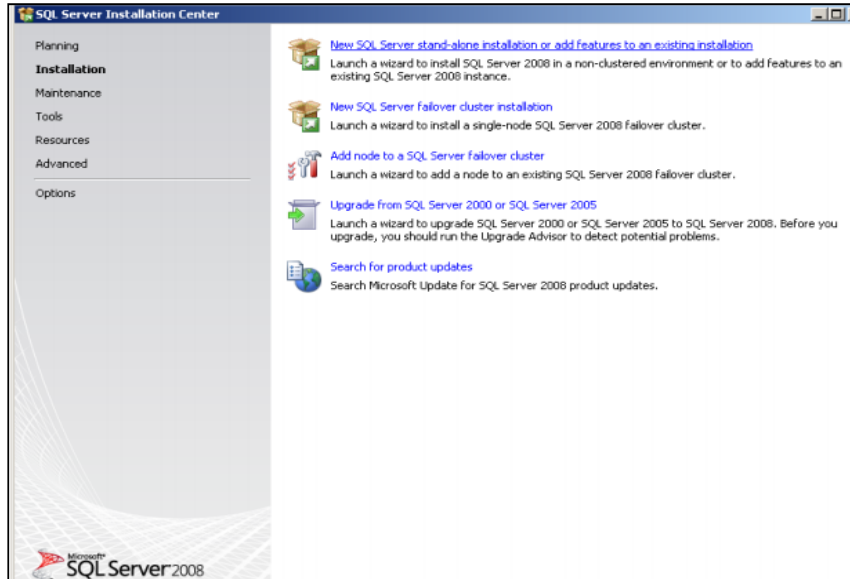 SQL Server Installation Center
Planning
Installation
Maintenance
Tools
Resources
Advanced
Options
New SQL Server stand-alone installation or add features to an existing installation
Launch a wizard to install SQL Server 2008 in a non-clustered environment or to add features to an
existing SQL Server 2008 instance.
New SQL Server failover cluster installation
Launch a wizard to install a single-node SQL Server 2008 failover cluster.
Add node to a SQL Server failover cluster
Launch a wizard to add a node to an existing SQL Server 2008 failover cluster.
Upgrade from SQL Server 2000 or SQL Server 2005
Launch a wizard to upgrade SQL Server 2000 or SQL Server 2005 to SQL Server 2008. Before you
upgrade, you should run the Upgrade Advisor to detect potential problems.
Search for product updates
Search Microsoft Update for SQL Server 2008 product updates.
Microsoft
SQL Server 2008